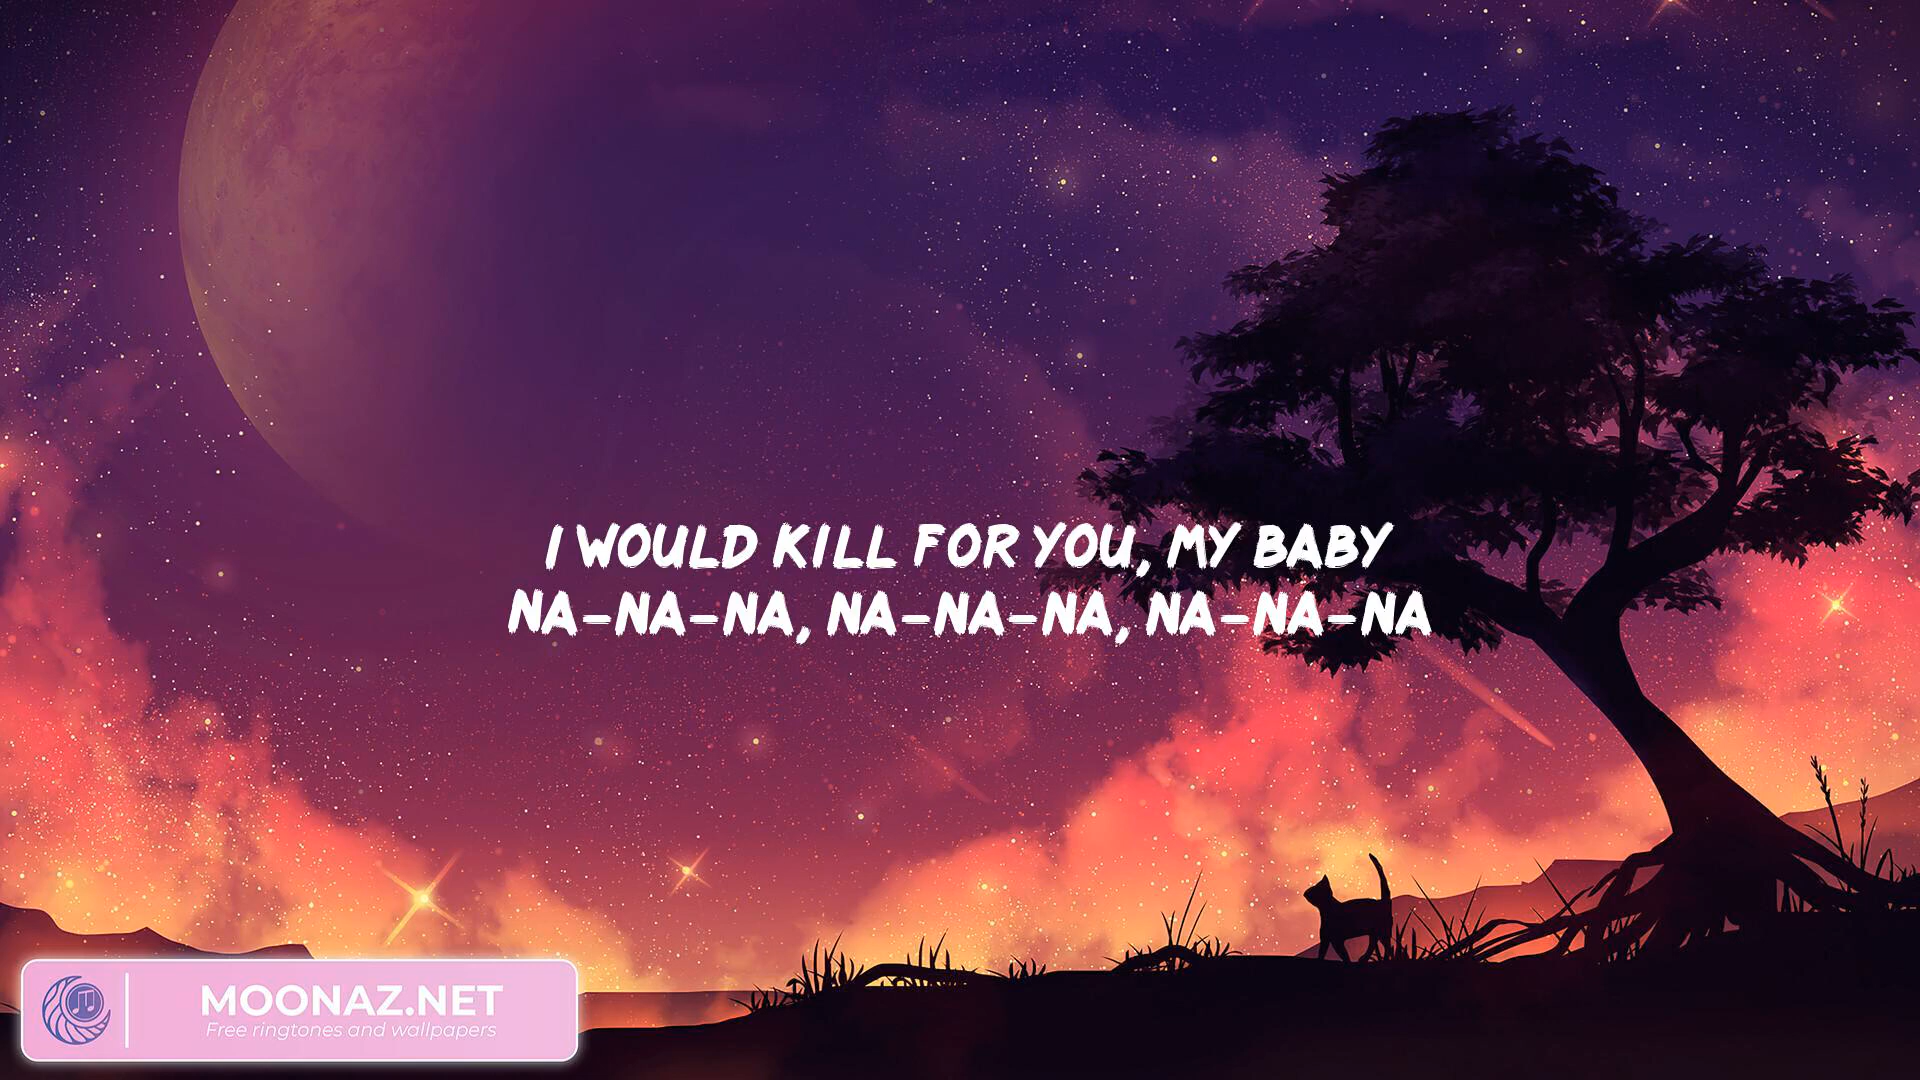 I WOULD KILL FOR YOU, MY BABY
NA-NA-NA, NA-NA-NA, NA-NA-NA
MOONAZ.NET
Free ringtones and wallpapers